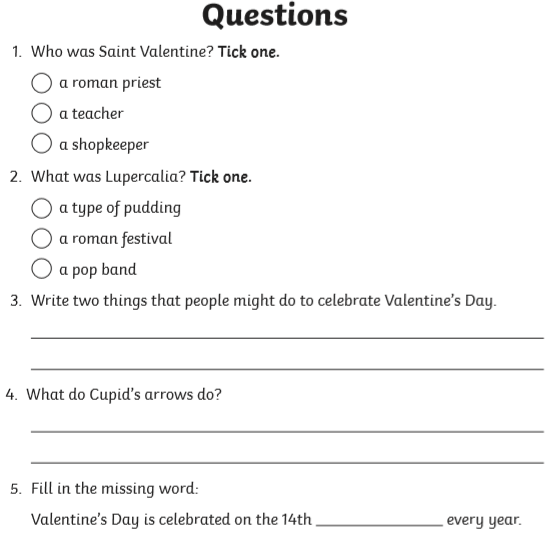 Questions
1. Who was Saint Valentine? Tick one.
a roman priest
a teacher
a shopkeeper
2. What was Lupercalia? Tick one.
a type of pudding
a roman festival
a pop band
3. Write two things that people might do to celebrate Valentine's Day.
4. What do Cupid's arrows do?
5. Fill in the missing word:
Valentine's Day is celebrated on the 14th ______________ every year.